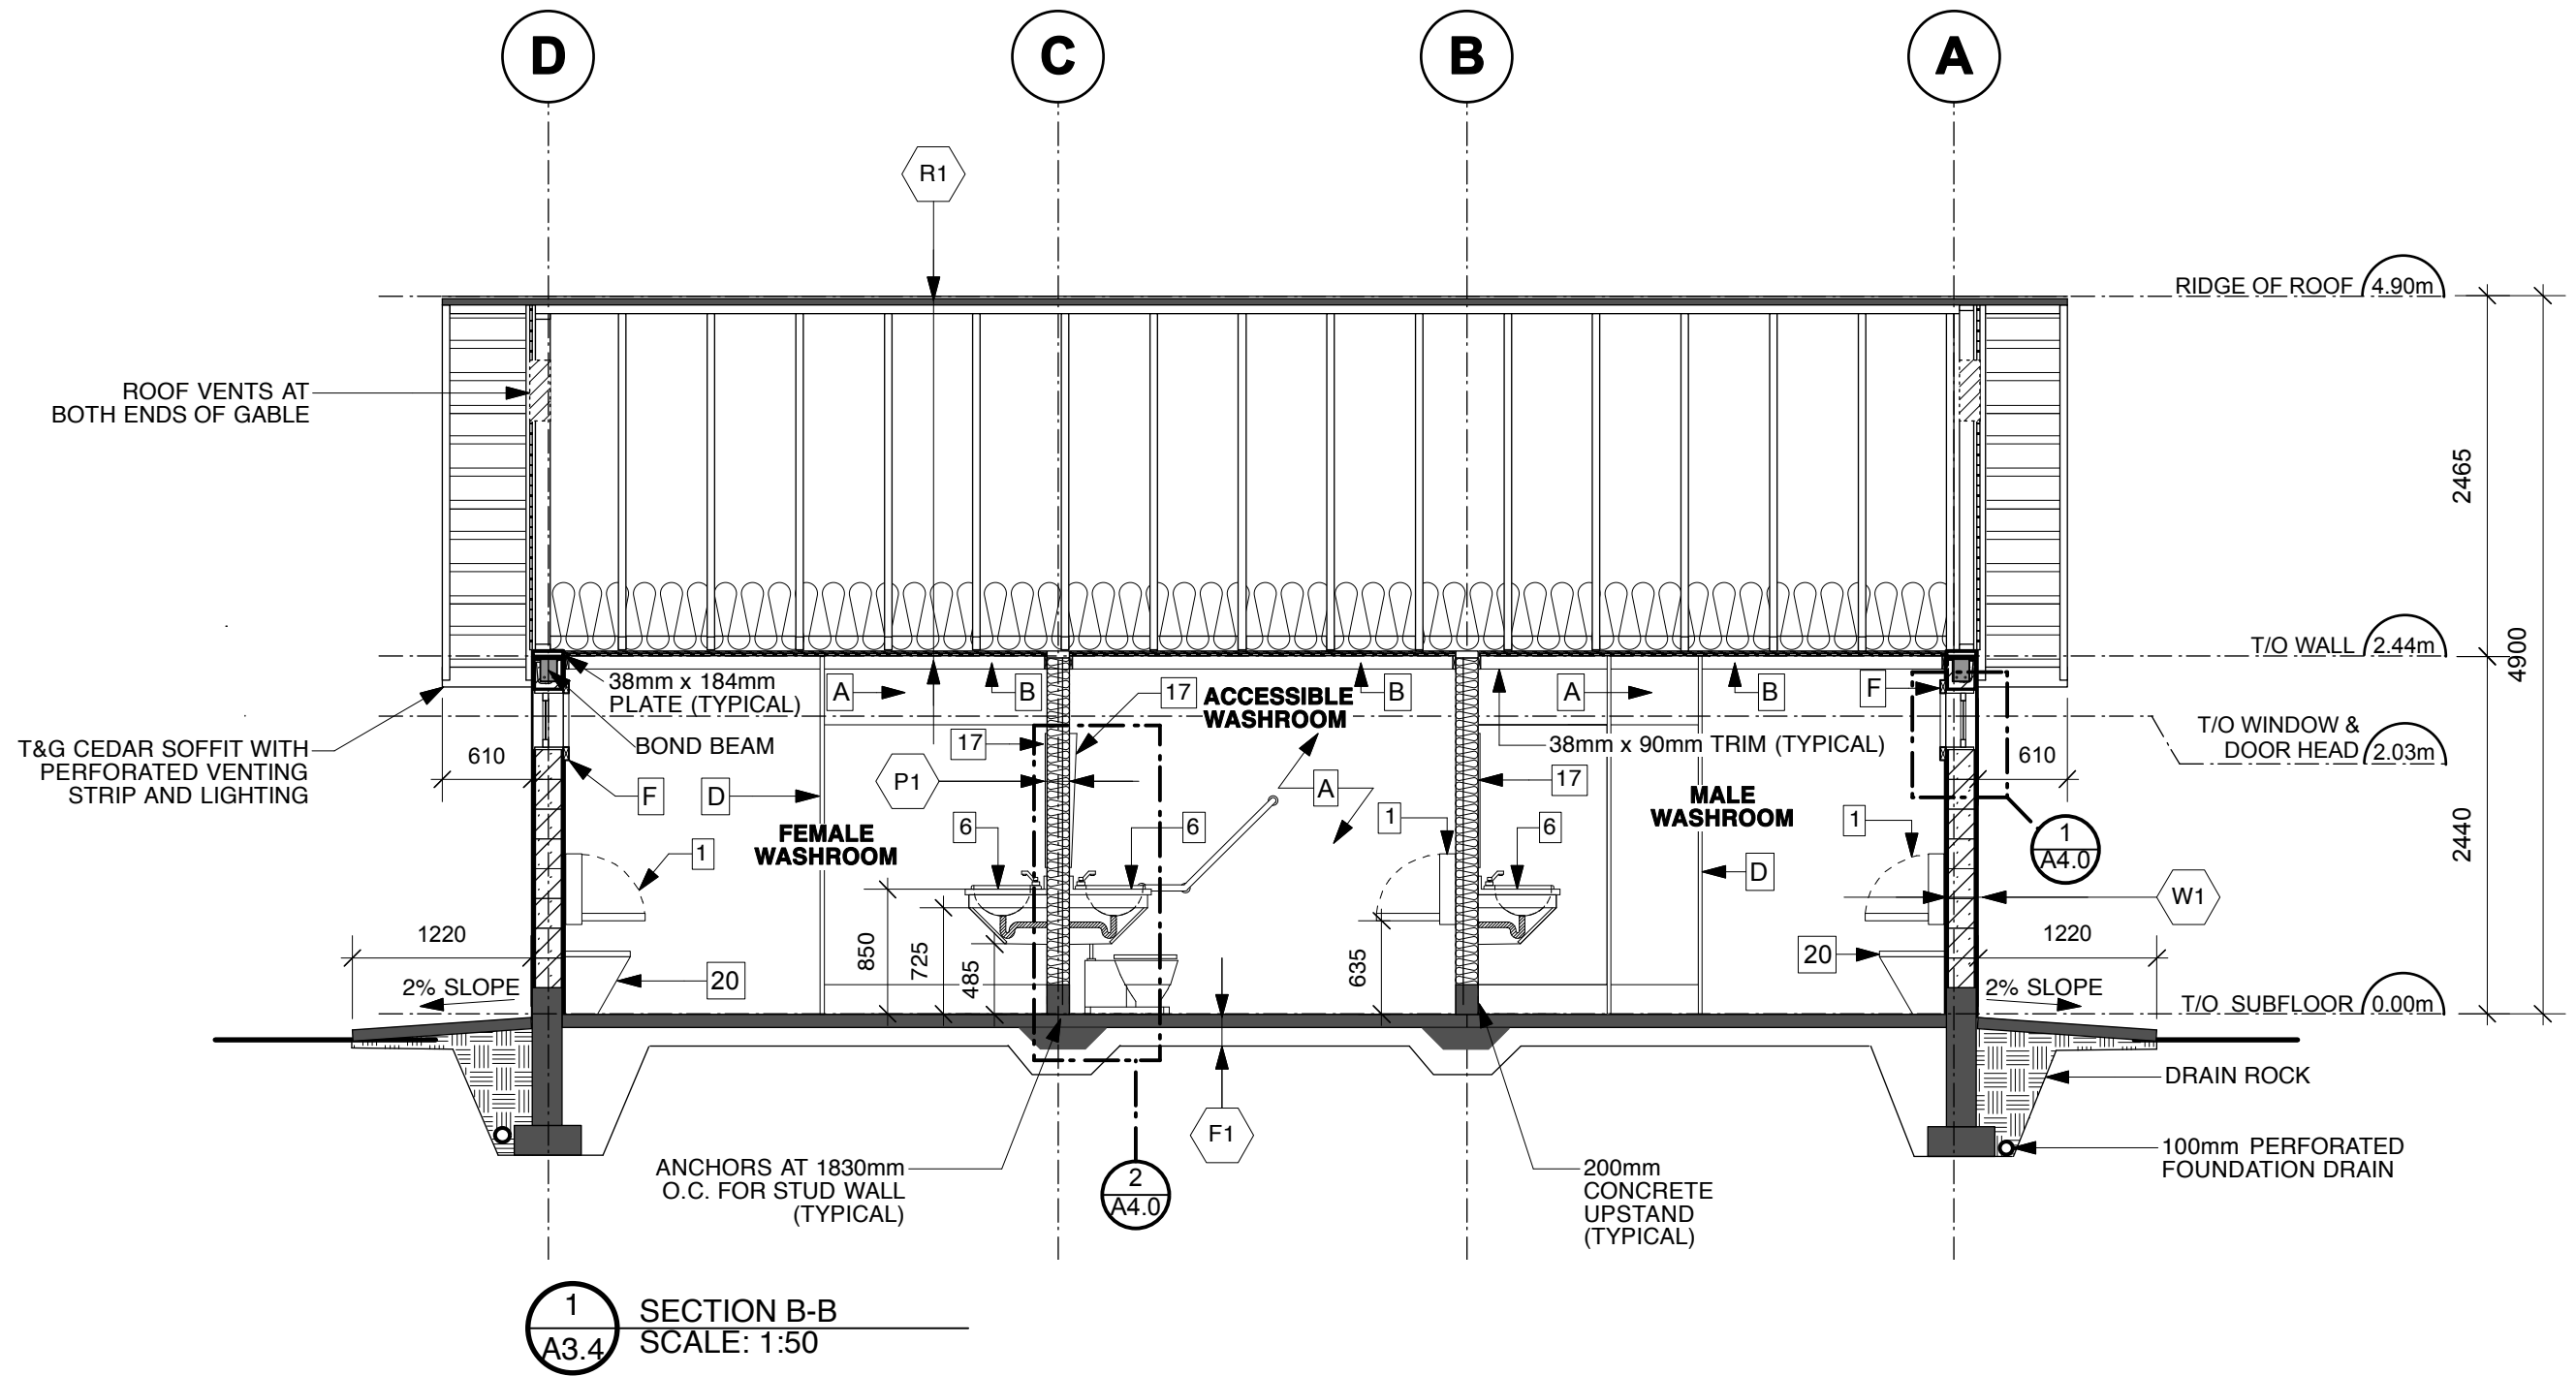 D
C
B
A
R1
RIDGE OF ROOF 4.90m
ROOF VENTS AT
BOTH ENDS OF GABLE
2465
4900
T/O WALL 2.44m
38mm x 184mm
PLATE (TYPICAL)
A
B
17
ACCESSIBLE
WASHROOM
B
A
B
F
T&G CEDAR SOFFIT WITH
PERFORATED VENTING
STRIP AND LIGHTING
610
BOND BEAM
17
38mm x 90mm TRIM (TYPICAL)
T/O WINDOW &
DOOR HEAD 2.03m
610
F
D
P1
A
17
MALE
WASHROOM
FEMALE
WASHROOM
1
6
6
1
6
1
D
1
A4.0
2440
W1
1220
850
725
485
635
20
20
1220
2% SLOPE
2% SLOPE
T/O SUBFLOOR 0.00m
DRAIN ROCK
F1
ANCHORS AT 1830mm
O.C. FOR STUD WALL
(TYPICAL)
2
A4.0
200mm
CONCRETE
UPSTAND
(TYPICAL)
100mm PERFORATED
FOUNDATION DRAIN
1
A3.4
SECTION B-B
SCALE: 1:50